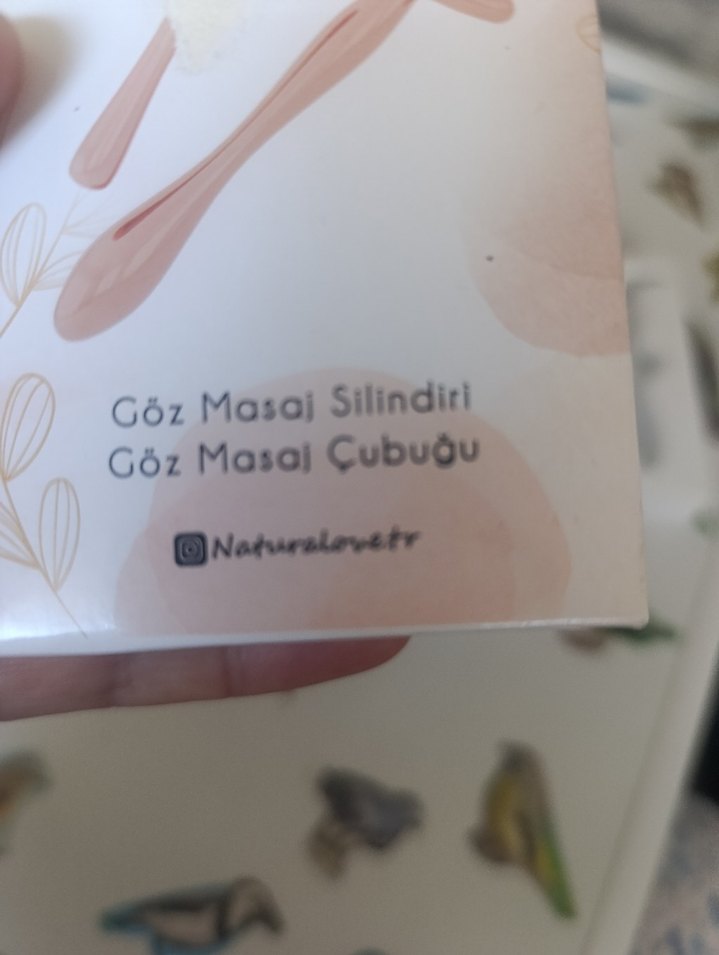 Göz Masaj Silindiri
Göz Masaj Çubuğu
Naturalovetr